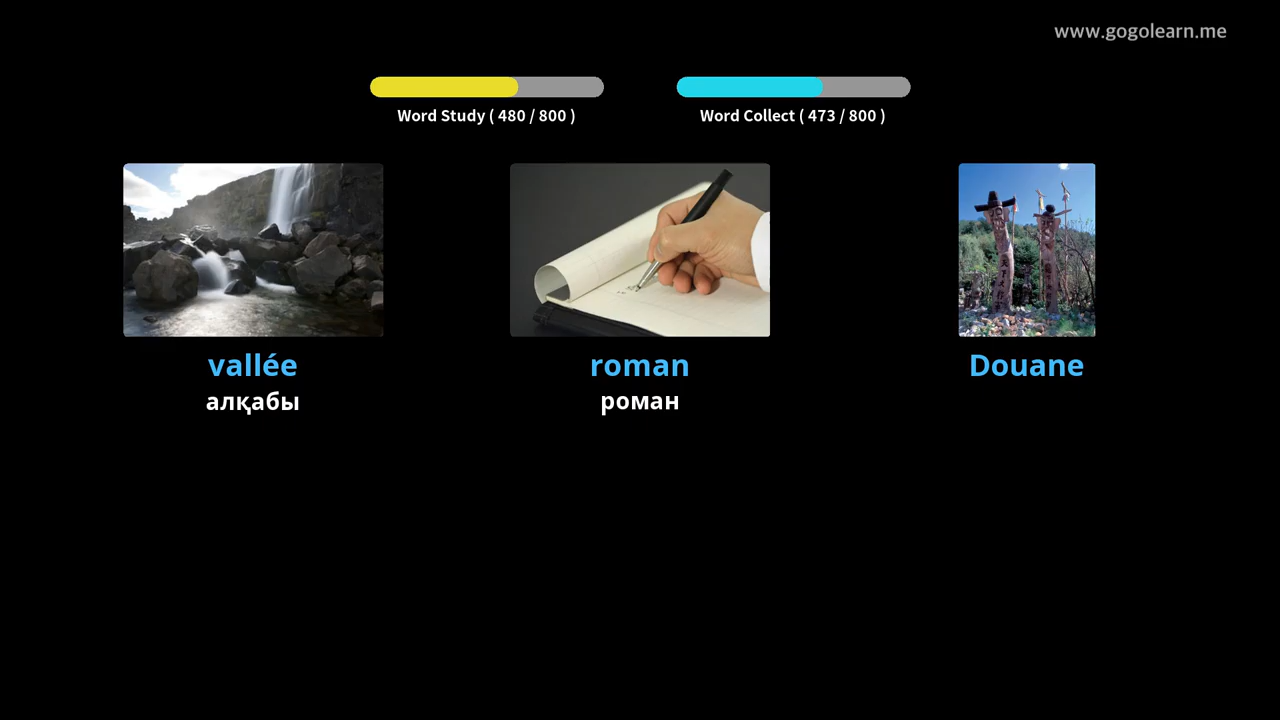 www.gogolearn.me
Word Study ( 480 / 800 )
Word Collect ( 473 / 800 )
vallée
roman
Douane
алқабы
роман